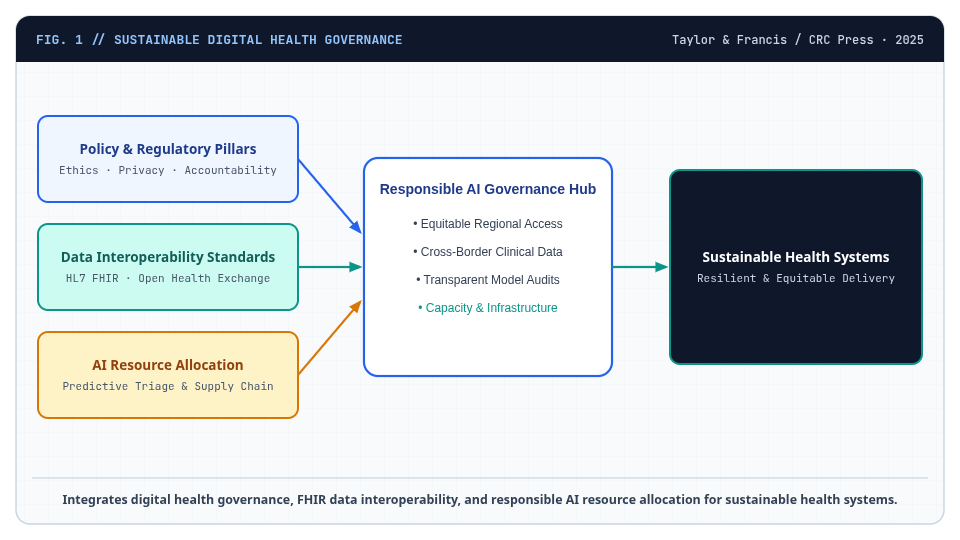 FIG. 1 // SUSTAINABLE DIGITAL HEALTH GOVERNANCE
Taylor & Francis / CRC Press · 2025
Policy & Regulatory Pillars
Ethics · Privacy · Accountability
Data Interoperability Standards
HL7 FHIR · Open Health Exchange
AI Resource Allocation
Predictive Triage & Supply Chain
Responsible AI Governance Hub
• Equitable Regional Access
• Cross-Border Clinical Data
• Transparent Model Audits
• Capacity & Infrastructure
Sustainable Health Systems
Resilient & Equitable Delivery
Integrates digital health governance, FHIR data interoperability, and responsible AI resource allocation for sustainable health systems.